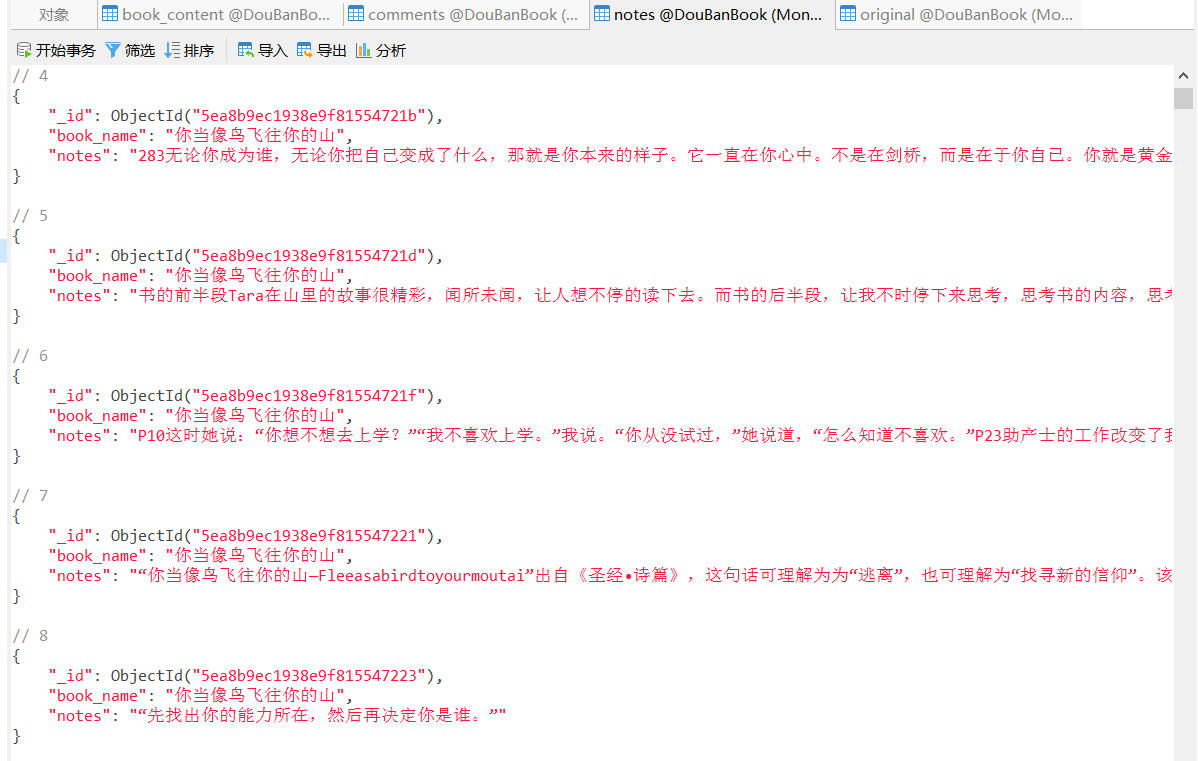 对象 book_content @DouBanBo... comments @DouBanBook (... notes @DouBanBook (Mon... original @DouBanBook (Mo...
开始事务 筛选 排序 导入 导出 分析
// 4
{
"_id": ObjectId("5ea8b9ec1938e9f81554721b"),
"book_name": "你当像鸟飞往你的山",
"notes": "283无论你成为谁，无论你把自己变成了什么，那就是你本来的样子。它一直在你心中。不是在剑桥，而是在于你自已。你就是黄金
}
// 5
{
"_id": ObjectId("5ea8b9ec1938e9f81554721d"),
"book_name": "你当像鸟飞往你的山",
"notes": "书的前半段Tara在山里的故事很精彩，闻所未闻，让人想不停的读下去。而书的后半段，让我不时停下来思考，思考书的内容，思考
}
// 6
{
"_id": ObjectId("5ea8b9ec1938e9f81554721f"),
"book_name": "你当像鸟飞往你的山",
"notes": "P10这时她说：“你想不想去上学？”“我不喜欢上学。”我说。“你从没试过，”她说道，“怎么知道不喜欢。”P23助产士的工作改变了我
}
// 7
{
"_id": ObjectId("5ea8b9ec1938e9f815547221"),
"book_name": "你当像鸟飞往你的山",
"notes": "“你当像鸟飞往你的山—Fleeasabirdtoyourmoutai”出自《圣经•诗篇》，这句话可理解为为“逃离”，也可理解为“找寻新的信仰”。该
}
// 8
{
"_id": ObjectId("5ea8b9ec1938e9f815547223"),
"book_name": "你当像鸟飞往你的山",
"notes": "“先找出你的能力所在，然后再决定你是谁。”"
}